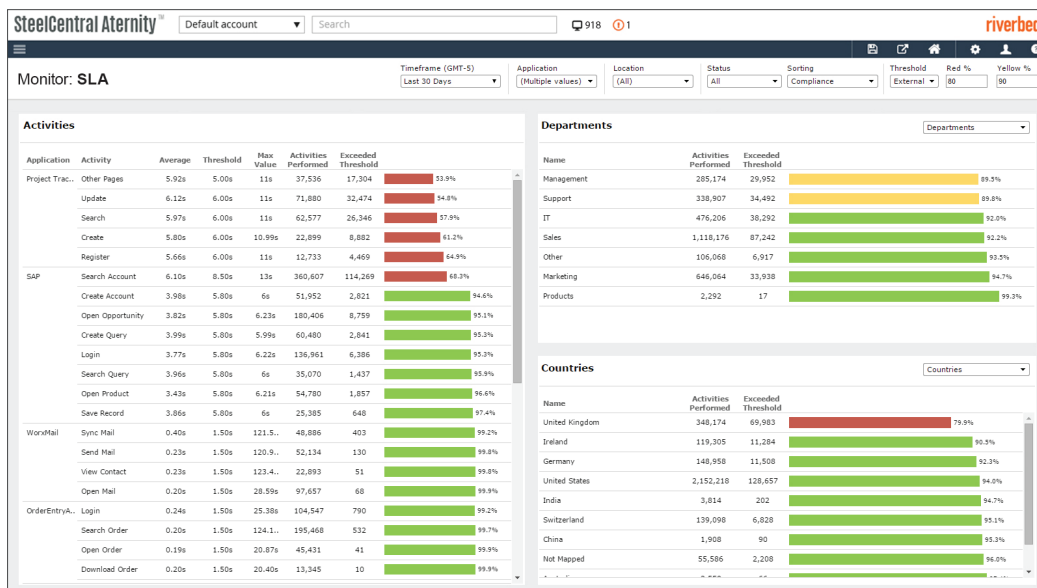 SteelCentral Aternity™ Default account Search 918 1 riverbed
Monitor: SLA
Timeframe (GMT-5) Application Location Status Sorting Threshold Red % Yellow %
Last 30 Days (Multiple values) (All) All Compliance External 80 90
Activities
Application Activity Average Threshold Max Value Activities Performed Exceeded Threshold
Project Trac.. Other Pages 5.92s 5.00s 11s 37,536 17,304 53.9%
Update 6.12s 6.00s 11s 71,880 32,474 54.8%
Search 5.97s 6.00s 11s 62,577 26,346 57.9%
Create 5.80s 6.00s 10.99s 22,899 8,882 61.2%
Register 5.66s 6.00s 11s 12,733 4,469 64.9%
SAP Search Account 6.10s 8.50s 13s 360,607 114,269 68.3%
Create Account 3.98s 5.80s 6s 51,952 2,821 94.6%
Open Opportunity 3.82s 5.80s 6.23s 180,406 8,759 95.1%
Create Query 3.99s 5.80s 5.99s 60,480 2,841 95.3%
Login 3.77s 5.80s 6.22s 136,961 6,386 95.3%
Search Query 3.96s 5.80s 6s 35,070 1,437 95.9%
Open Product 3.43s 5.80s 6.21s 54,780 1,857 96.6%
Save Record 3.86s 5.80s 6s 25,385 648 97.4%
WorxMail Sync Mail 0.40s 1.50s 121.5.. 48,886 403 99.2%
Send Mail 0.23s 1.50s 120.9.. 52,134 130 99.8%
View Contact 0.23s 1.50s 123.4.. 22,893 51 99.8%
Open Mail 0.20s 1.50s 28.59s 97,657 68 99.9%
OrderEntryA.. Login 0.24s 1.50s 25.38s 104,547 790 99.2%
Search Order 0.20s 1.50s 124.1.. 195,468 532 99.7%
Open Order 0.19s 1.50s 20.87s 45,431 41 99.9%
Download Order 0.20s 1.50s 20.40s 13,345 10 99.9%
Departments Departments
Name Activities Performed Exceeded Threshold
Management 285,174 29,952 89.5%
Support 338,907 34,492 89.8%
IT 476,206 38,292 92.0%
Sales 1,118,176 87,242 92.2%
Other 106,068 6,917 93.5%
Marketing 646,064 33,938 94.7%
Products 2,292 17 99.3%
Countries Countries
Name Activities Performed Exceeded Threshold
United Kingdom 348,174 69,983 79.9%
Ireland 119,305 11,284 90.5%
Germany 148,958 11,508 92.3%
United States 2,152,218 128,657 94.0%
India 3,814 202 94.7%
Switzerland 139,098 6,828 95.1%
China 1,908 90 95.3%
Not Mapped 55,586 2,208 96.0%